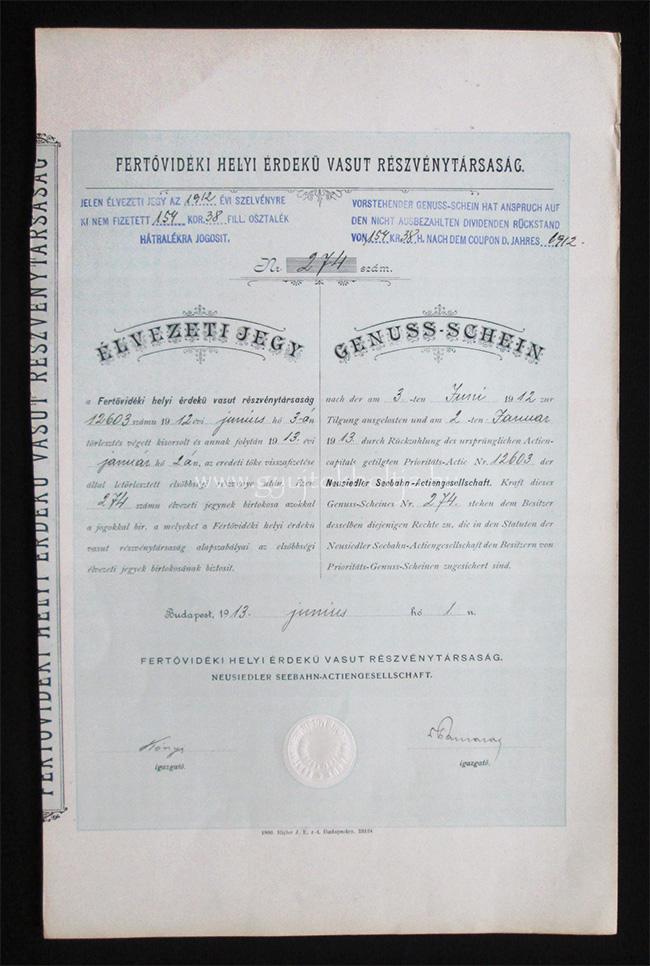 FERTŐVIDÉKI HELYI ÉRDEKŰ VASUT RÉSZVÉNYTÁRSASÁG
FERTŐVIDÉKI HELYI ÉRDEKŰ VASUT RÉSZVÉNYTÁRSASÁG.
JELEN ÉLVEZETI JEGY AZ 1912 ÉVI SZELVÉNYRE
KI NEM FIZETETT 154 KOR. 38 FILL. OSZTALÉK
HÁTRALÉKRA JOGOSIT.
VORSTEHENDER GENUSS-SCHEIN HAT ANSPRUCH AUF
DEN NICHT AUSBEZAHLTEN DIVIDENDEN RÜCKSTAND
VON 154 KR 38 H. NACH DEM COUPON D. JAHRES 1912.
Nr. 274 szám.
ÉLVEZETI JEGY
a Fertővidéki helyi érdekű vasut részvénytársaság
12603 számu 1912 évi junius hó 3-án
törlesztés végett kisorsolt és annak folytán 1913. évi
január hó 2 án, az eredeti tőke visszafizetése
által letörlesztett elsőbbségi részvénye után. Ezen
274 számu élvezeti jegynek birtokosa azokkal
a jogokkal bir, a melyeket a Fertővidéki helyi érdekü
vasut részvénytársaság alapszabályai az elsőbbségi
élvezeti jegyek birtokosának biztosit.
GENUSS-SCHEIN
nach der am 3 -ten Juni 1912 zur
Tilgung ausgelosten und am 2 -ten Januar
1913. durch Rückzahlung des ursprünglichen Actien-
capitals getilgten Prioritäts-Actie Nr. 12603. der
Neusiedler Seebahn-Actiengesellschaft. Kraft dieses
Genuss-Scheines Nr. 274. stehen dem Besitzer
desselben diejenigen Rechte zu, die in den Statuten der
Neusiedler Seebahn-Actiengesellschaft den Besitzern von
Prioritäts-Genuss-Scheinen zugesichert sind.
Budapest, 1913. junius hó 1 n.
FERTŐVIDÉKI HELYI ÉRDEKŰ VASUT RÉSZVÉNYTÁRSASÁG.
NEUSIEDLER SEEBAHN-ACTIENGESELLSCHAFT.
igazgató.
igazgató.
1900. Rigler J. E. r-t. Budapesten.